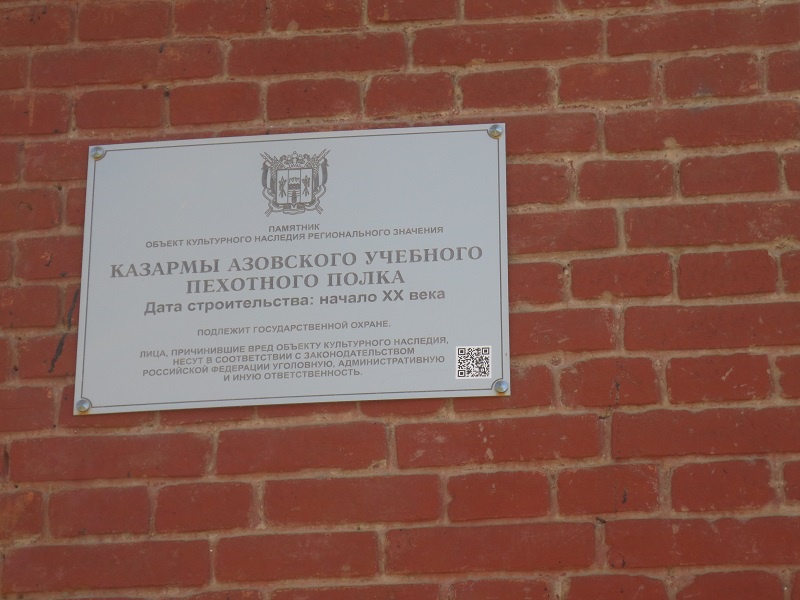 ПАМЯТНИК
ОБЪЕКТ КУЛЬТУРНОГО НАСЛЕДИЯ РЕГИОНАЛЬНОГО ЗНАЧЕНИЯ
КАЗАРМЫ АЗОВСКОГО УЧЕБНОГО
ПЕХОТНОГО ПОЛКА
Дата строительства: начало XX века
ПОДЛЕЖИТ ГОСУДАРСТВЕННОЙ ОХРАНЕ.
ЛИЦА, ПРИЧИНИВШИЕ ВРЕД ОБЪЕКТУ КУЛЬТУРНОГО НАСЛЕДИЯ,
НЕСУТ В СООТВЕТСТВИИ С ЗАКОНОДАТЕЛЬСТВОМ
РОССИЙСКОЙ ФЕДЕРАЦИИ УГОЛОВНУЮ, АДМИНИСТРАТИВНУЮ
И ИНУЮ ОТВЕТСТВЕННОСТЬ.